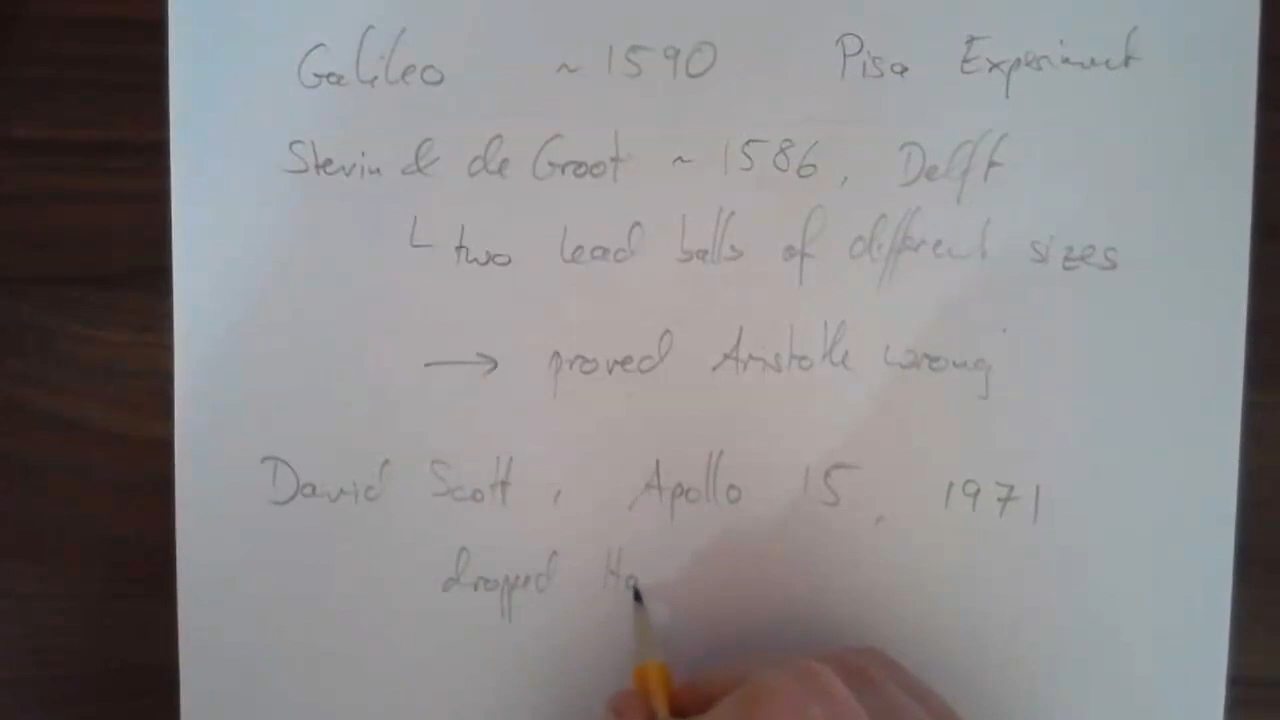 Galileo ~ 1590 Pisa Experiment
Stevin & de Groot ~ 1586, Delft
└ two lead balls of different sizes
→ proved Aristotle wrong
David Scott, Apollo 15, 1971
dropped Ha